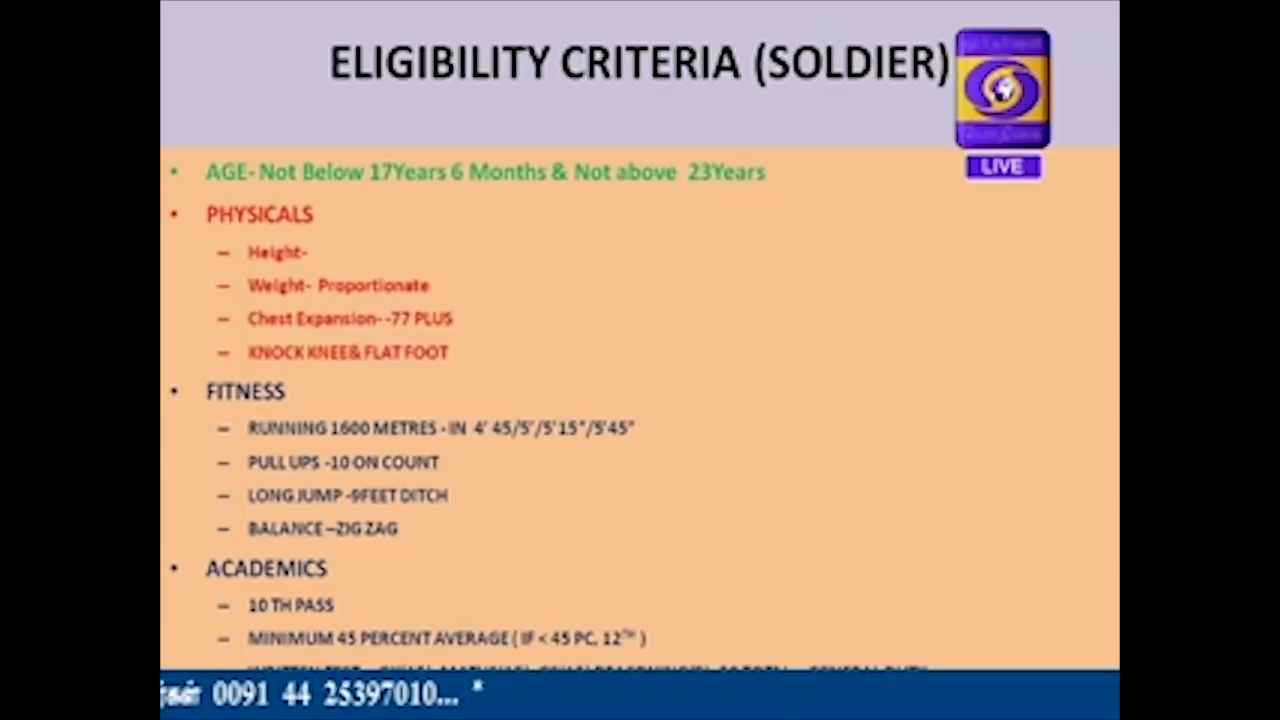 ELIGIBILITY CRITERIA (SOLDIER)
LIVE
• AGE- Not Below 17Years 6 Months & Not above 23Years
• PHYSICALS
– Height-
– Weight- Proportionate
– Chest Expansion- -77 PLUS
– KNOCK KNEE& FLAT FOOT
• FITNESS
– RUNNING 1600 METRES - IN 4' 45/5'/5'15"/5'45"
– PULL UPS -10 ON COUNT
– LONG JUMP -9FEET DITCH
– BALANCE –ZIG ZAG
• ACADEMICS
– 10 TH PASS
– MINIMUM 45 PERCENT AVERAGE ( IF < 45 PC, 12TH )
0091 44 25397010... *